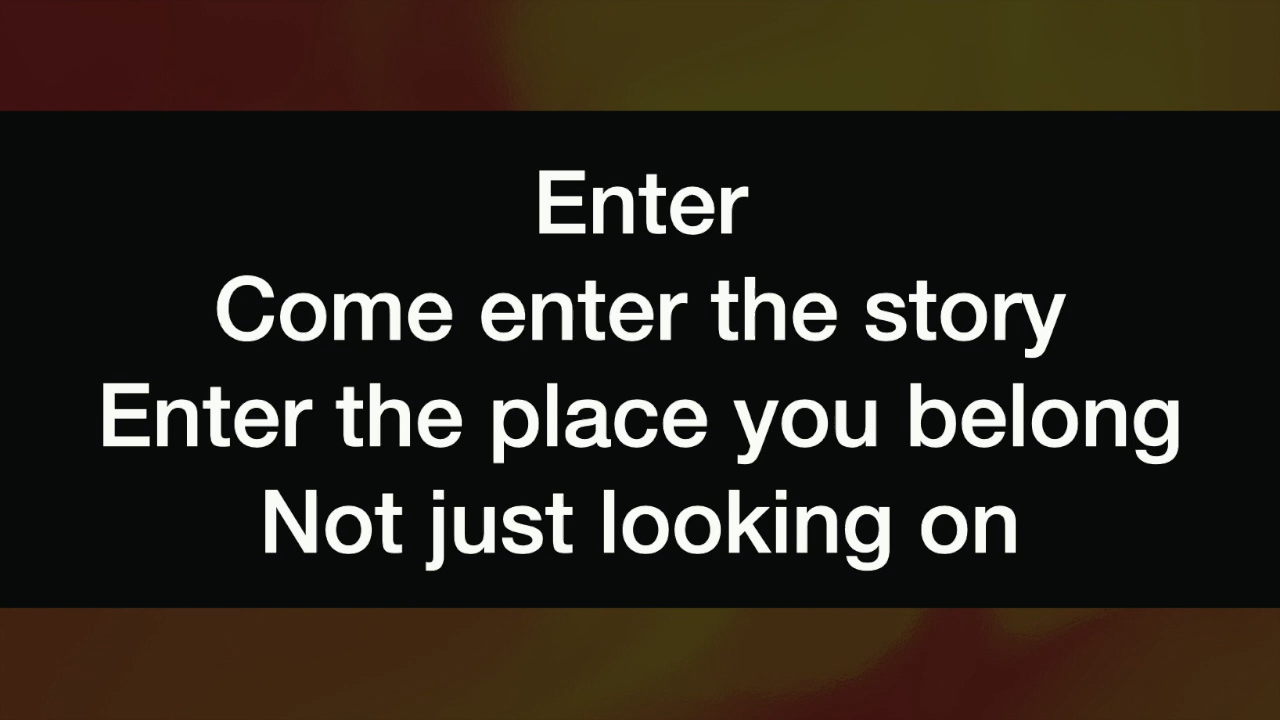 Enter
Come enter the story
Enter the place you belong
Not just looking on